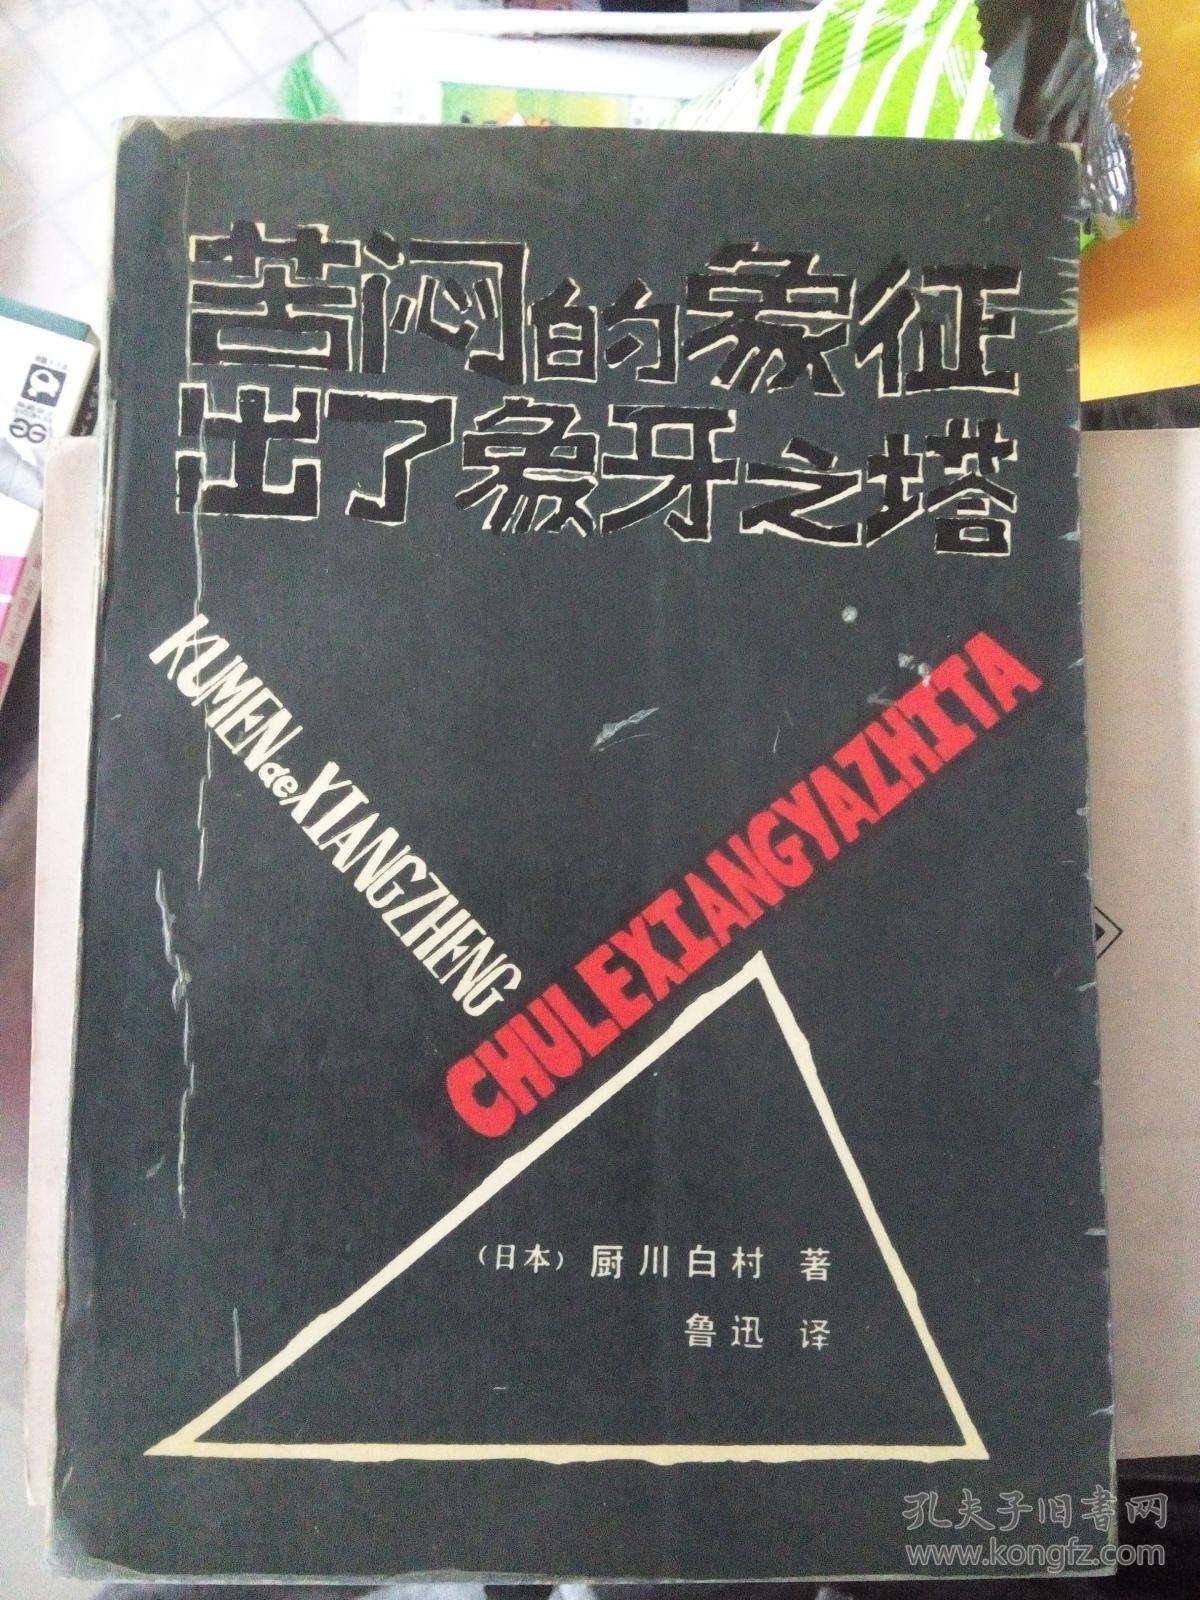 苦闷的象征
出了象牙之塔
KUMEN de XIANGZHENG
CHULEXIANGYAZHITA
（日本）厨川白村 著
鲁迅 译
孔夫子旧书网
www.kongfz.com